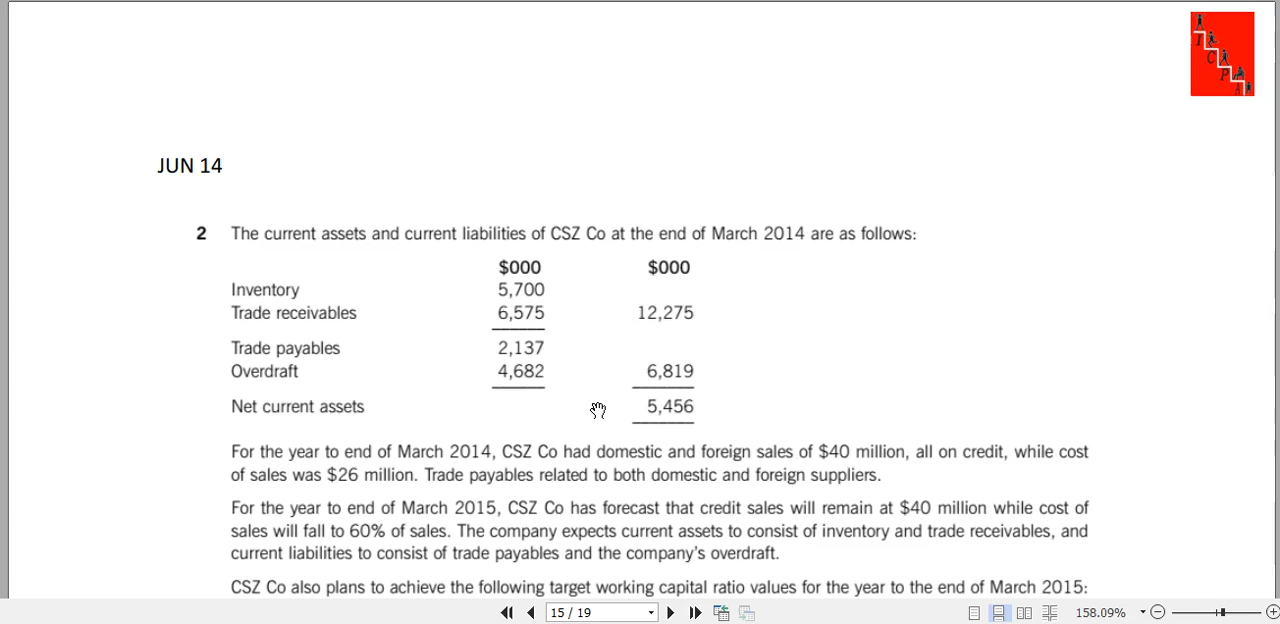 I
C
P
A
JUN 14
2 The current assets and current liabilities of CSZ Co at the end of March 2014 are as follows:
$000 $000
Inventory 5,700
Trade receivables 6,575 12,275
Trade payables 2,137
Overdraft 4,682 6,819
Net current assets 5,456
For the year to end of March 2014, CSZ Co had domestic and foreign sales of $40 million, all on credit, while cost
of sales was $26 million. Trade payables related to both domestic and foreign suppliers.
For the year to end of March 2015, CSZ Co has forecast that credit sales will remain at $40 million while cost of
sales will fall to 60% of sales. The company expects current assets to consist of inventory and trade receivables, and
current liabilities to consist of trade payables and the company's overdraft.
CSZ Co also plans to achieve the following target working capital ratio values for the year to the end of March 2015:
15 / 19 158.09%